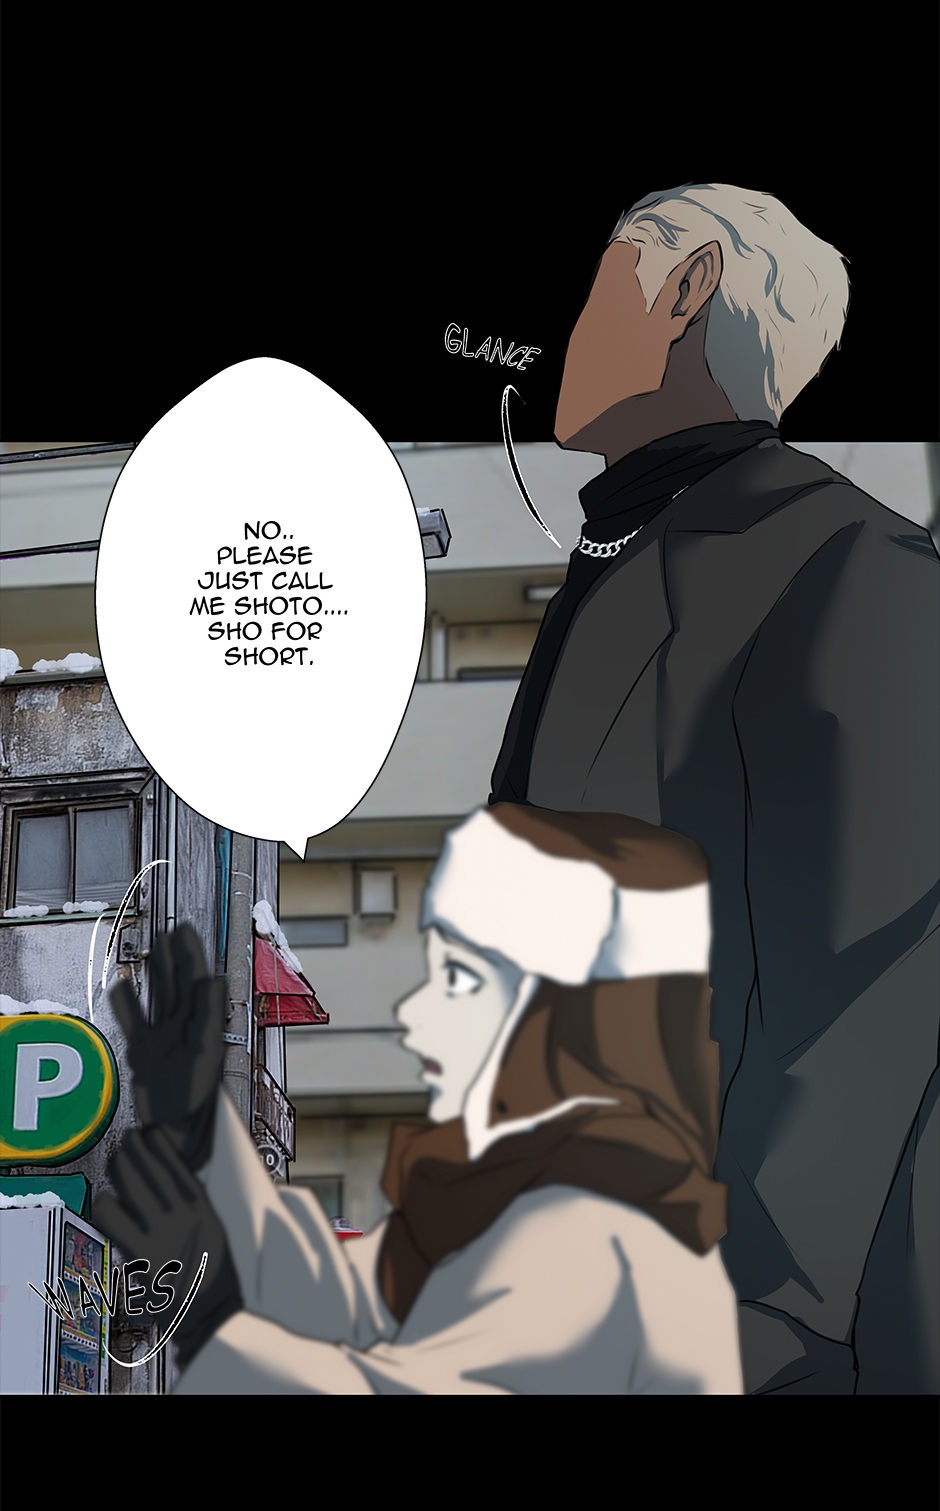 GLANCE
NO..
PLEASE
JUST CALL
ME SHOTO....
SHO FOR
SHORT.
P
WAVES